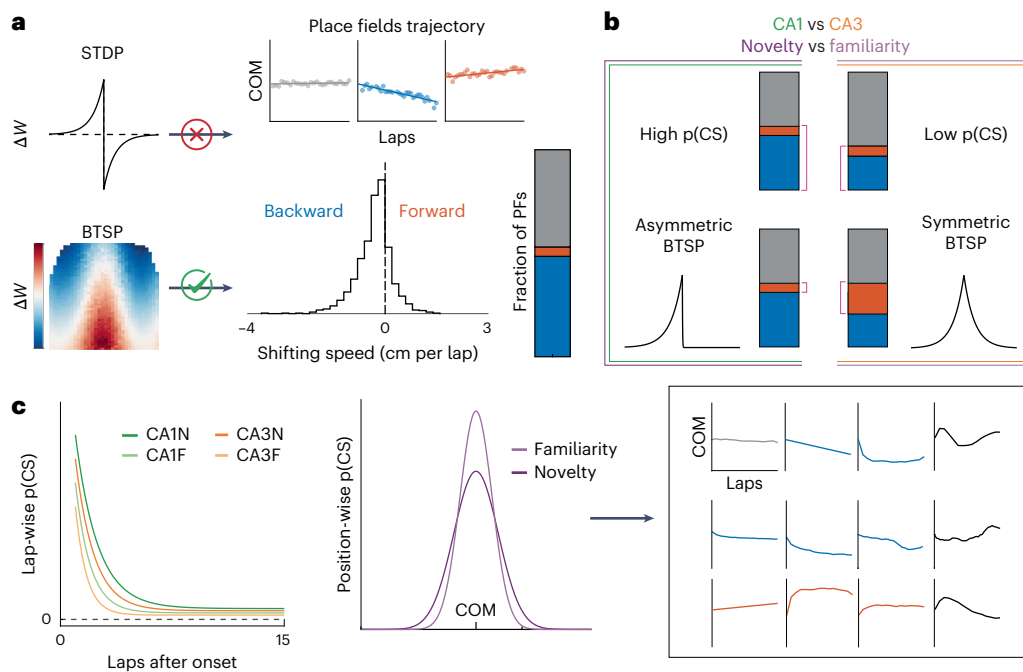 a
STDP
ΔW
BTSP
ΔW
Place fields trajectory
COM
Laps
Backward
Forward
−4
0
3
Shifting speed (cm per lap)
Fraction of PFs
b
CA1 vs CA3
Novelty vs familiarity
High p(CS)
Low p(CS)
Asymmetric
BTSP
Symmetric
BTSP
c
Lap-wise p(CS)
CA1N
CA3N
CA1F
CA3F
0
0
15
Laps after onset
Position-wise p(CS)
Familiarity
Novelty
COM
COM
Laps